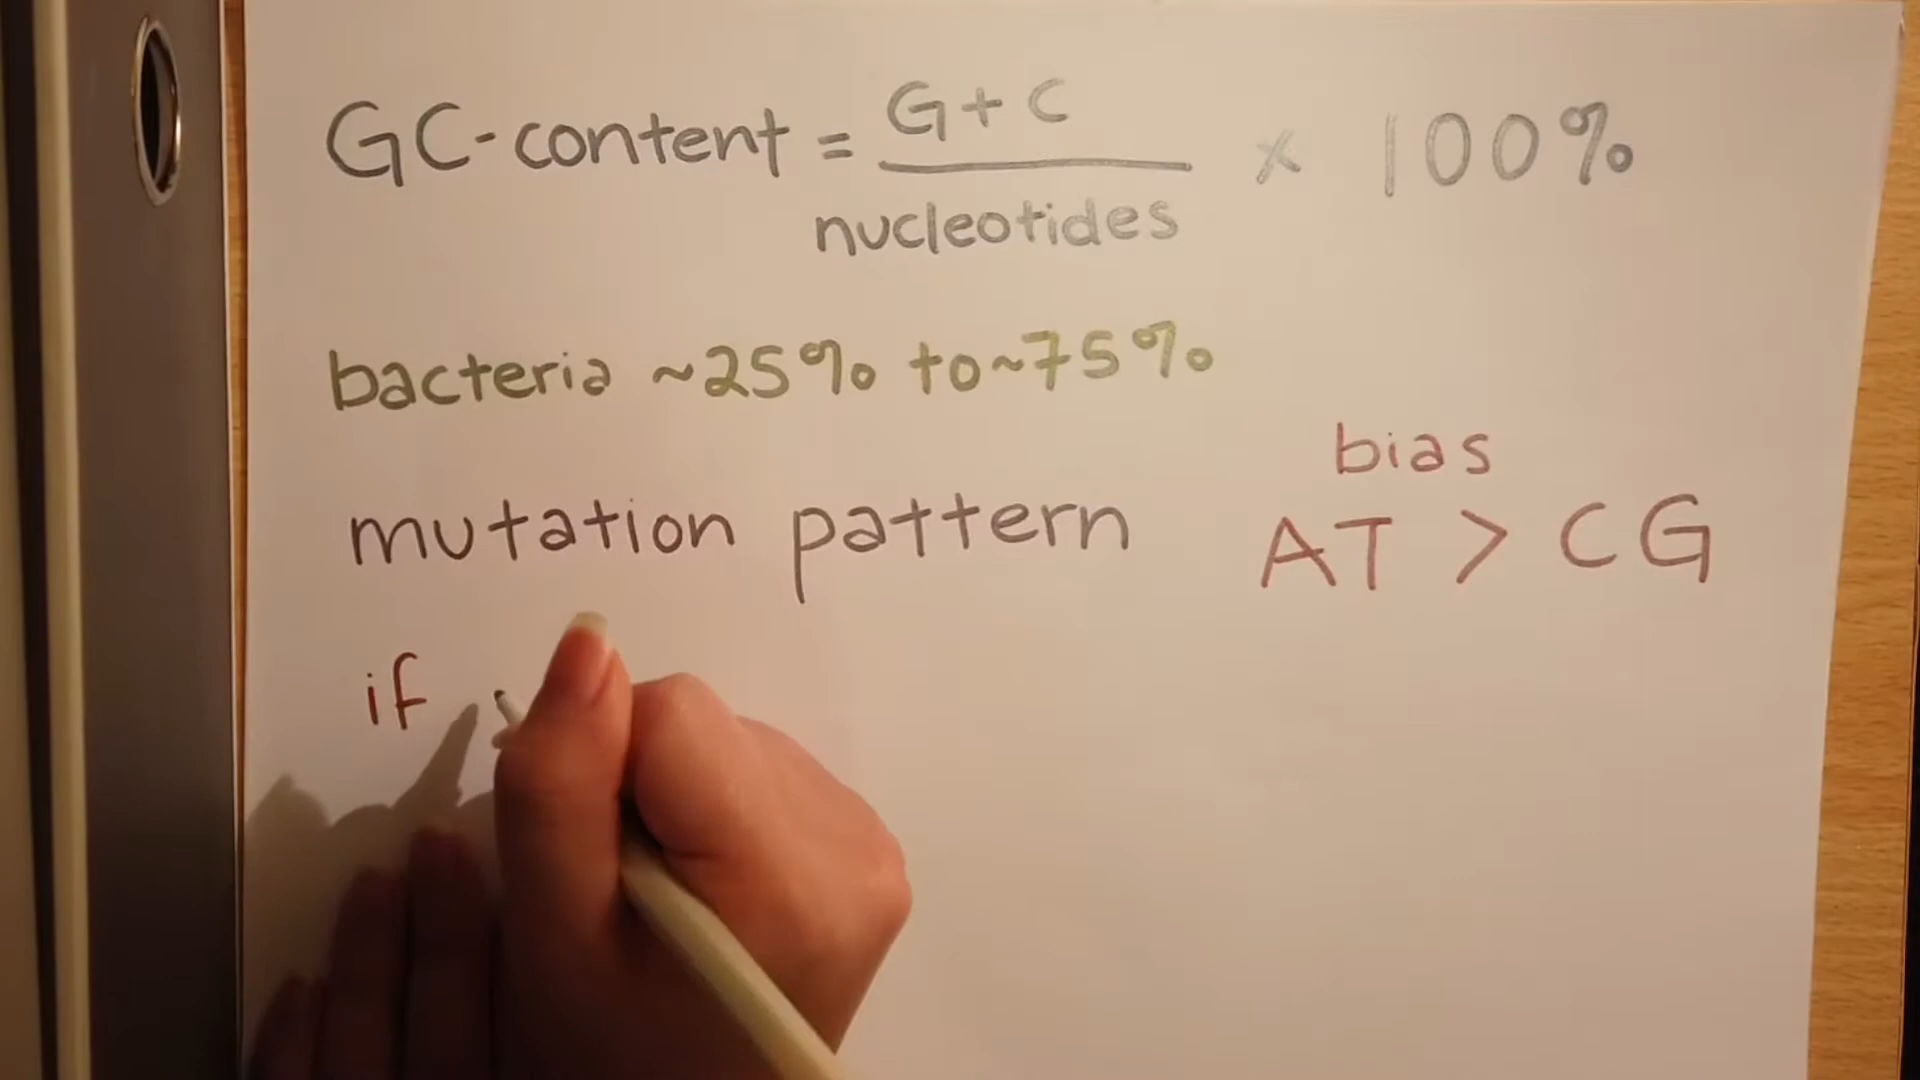 GC-content = G+C
nucleotides
x 100%
bacteria ~25% to ~75%
bias
mutation pattern AT > CG
if